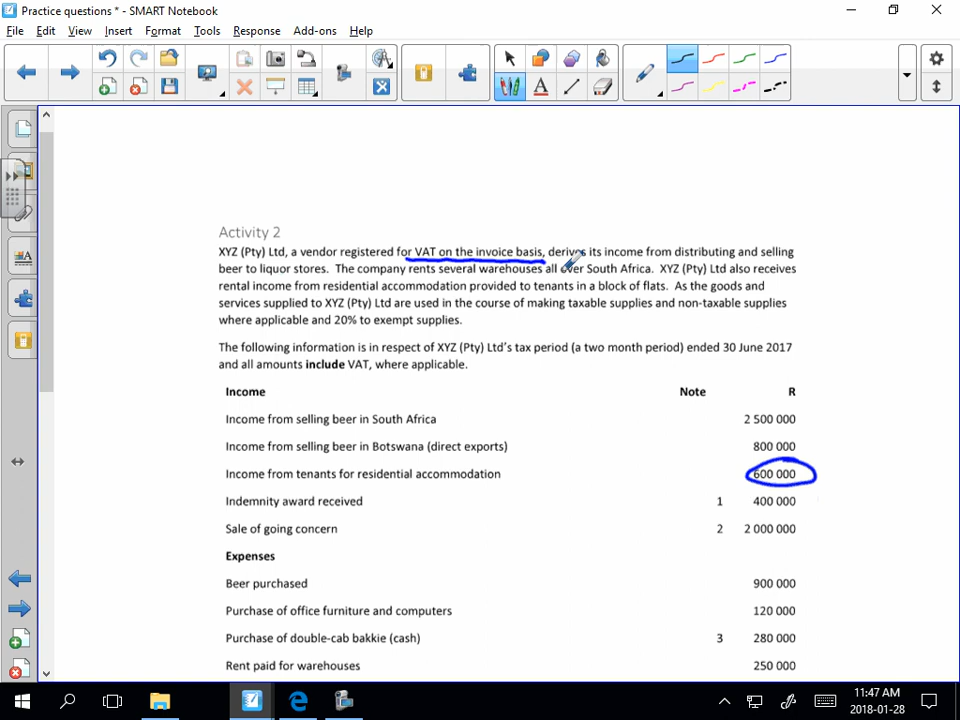 Practice questions * - SMART Notebook
File Edit View Insert Format Tools Response Add-ons Help
Activity 2
XYZ (Pty) Ltd, a vendor registered for VAT on the invoice basis, derives its income from distributing and selling
beer to liquor stores. The company rents several warehouses all over South Africa. XYZ (Pty) Ltd also receives
rental income from residential accommodation provided to tenants in a block of flats. As the goods and
services supplied to XYZ (Pty) Ltd are used in the course of making taxable supplies and non-taxable supplies
where applicable and 20% to exempt supplies.
The following information is in respect of XYZ (Pty) Ltd's tax period (a two month period) ended 30 June 2017
and all amounts include VAT, where applicable.
Income Note R
Income from selling beer in South Africa 2 500 000
Income from selling beer in Botswana (direct exports) 800 000
Income from tenants for residential accommodation 600 000
Indemnity award received 1 400 000
Sale of going concern 2 2 000 000
Expenses
Beer purchased 900 000
Purchase of office furniture and computers 120 000
Purchase of double-cab bakkie (cash) 3 280 000
Rent paid for warehouses 250 000
11:47 AM
2018-01-28